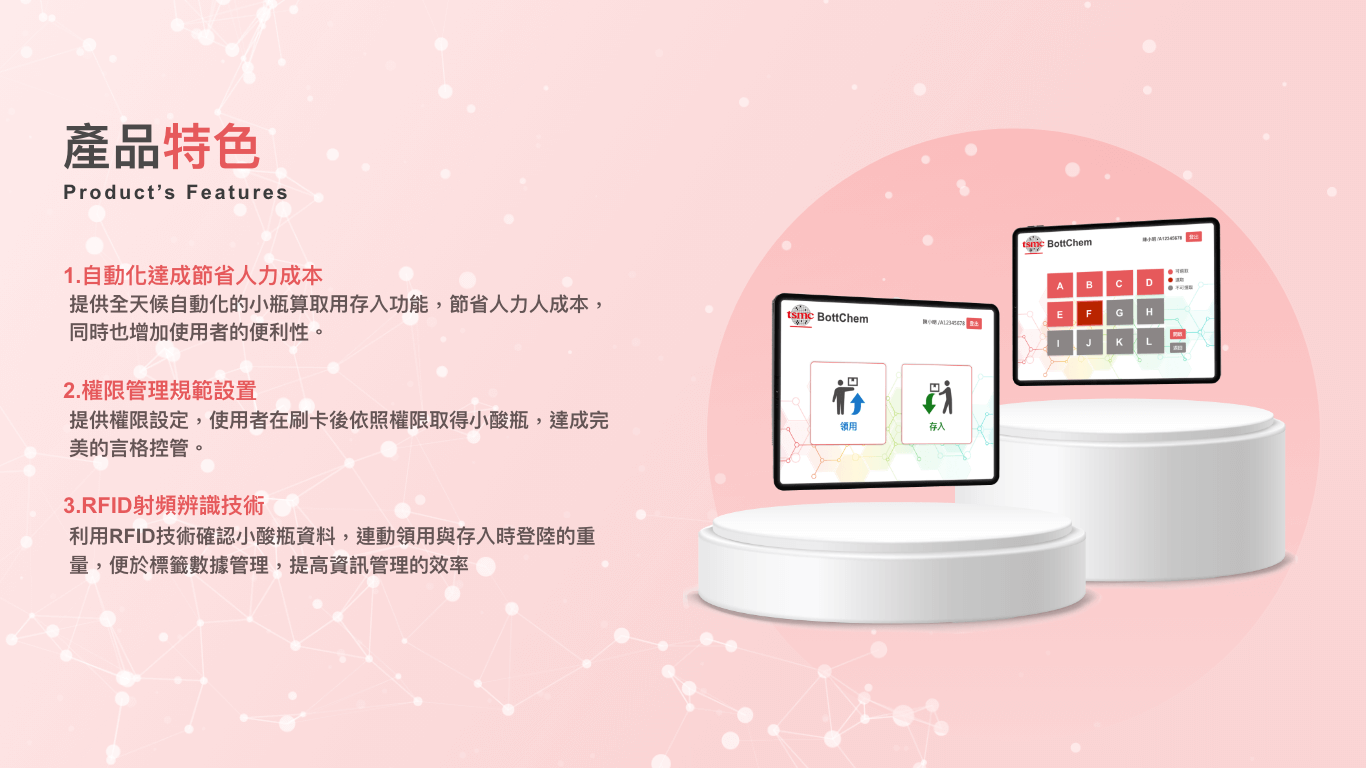 產品特色
Product's Features
1.自動化達成節省人力成本
提供全天候自動化的小瓶算取用存入功能，節省人力人成本，
同時也增加使用者的便利性。
2.權限管理規範設置
提供權限設定，使用者在刷卡後依照權限取得小酸瓶，達成完
美的言格控管。
3.RFID射頻辨識技術
利用RFID技術確認小酸瓶資料，連動領用與存入時登陸的重
量，便於標籤數據管理，提高資訊管理的效率
tsmc BottChem
陳小明 /A12345678 登出
領用
存入
tsmc BottChem
陳小明 /A12345678 登出
A B C D
E F G H
I J K L